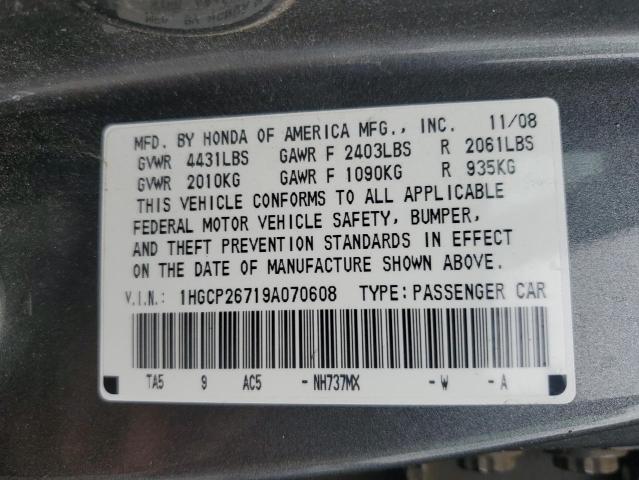 MFD. BY HONDA OF AMERICA MFG., INC. 11/08
GVWR 4431LBS GAWR F 2403LBS R 2061LBS
GVWR 2010KG GAWR F 1090KG R 935KG
THIS VEHICLE CONFORMS TO ALL APPLICABLE
FEDERAL MOTOR VEHICLE SAFETY, BUMPER,
AND THEFT PREVENTION STANDARDS IN EFFECT
ON THE DATE OF MANUFACTURE SHOWN ABOVE.
V.I.N.: 1HGCP26719A070608 TYPE: PASSENGER CAR
TA5 9 AC5 -NH737MX -W -A